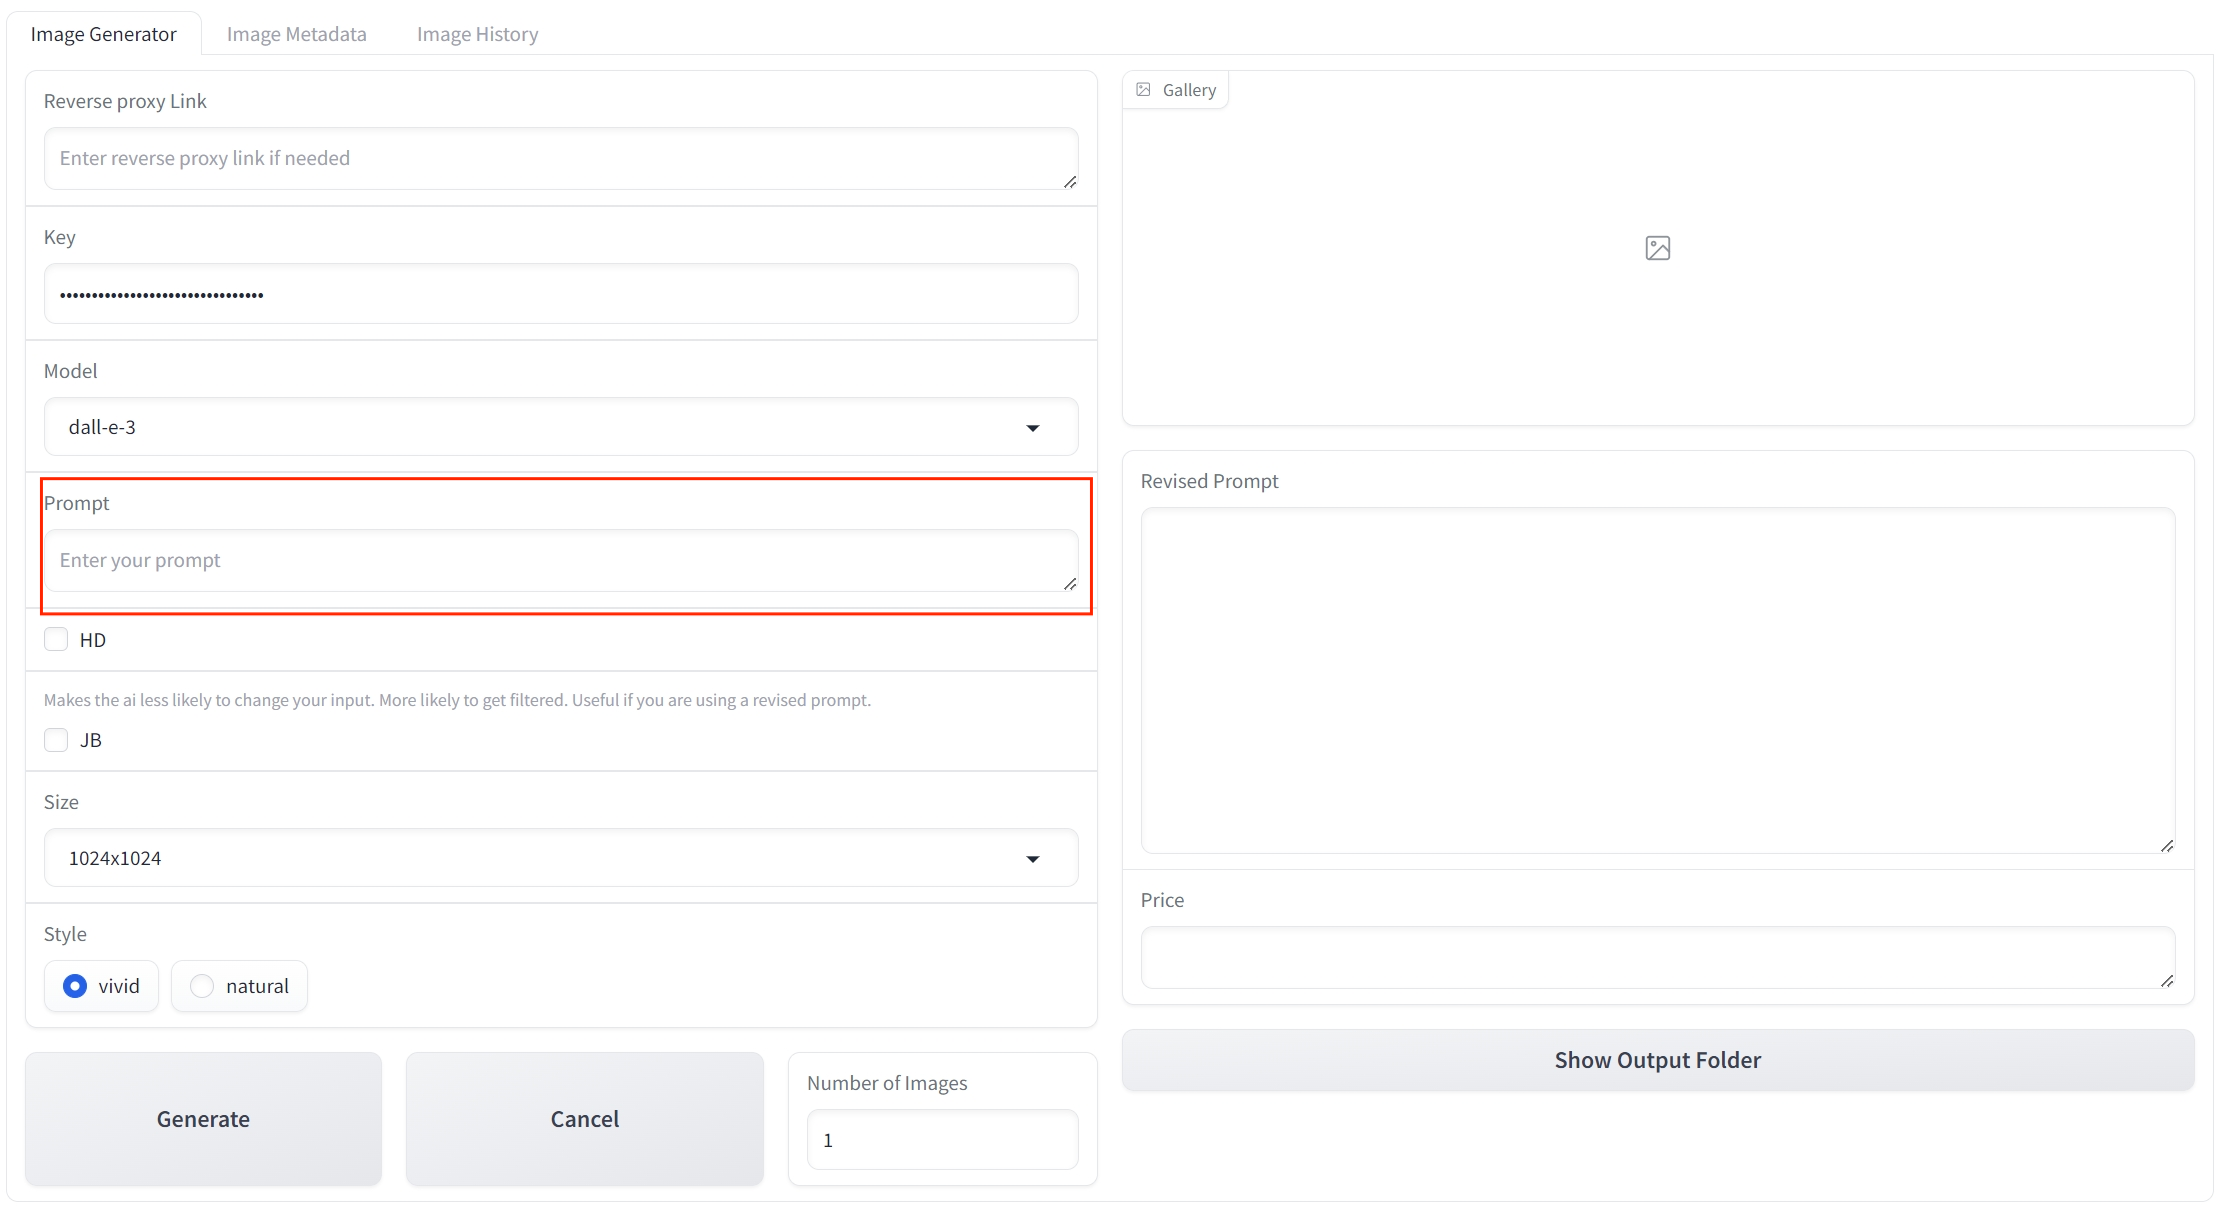 Image Generator
Image Metadata
Image History
Reverse proxy Link
Enter reverse proxy link if needed
Key
••••••••••••••••••••••••••••••••
Model
dall-e-3
Prompt
Enter your prompt
HD
Makes the ai less likely to change your input. More likely to get filtered. Useful if you are using a revised prompt.
JB
Size
1024x1024
Style
vivid
natural
Generate
Cancel
Number of Images
1
Gallery
Revised Prompt
Price
Show Output Folder